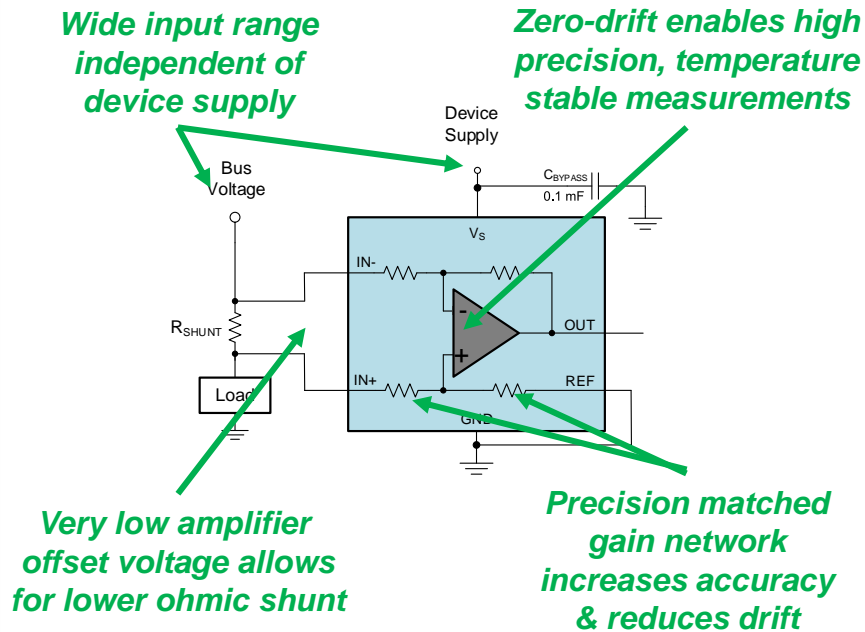 Wide input range
independent of
device supply
Zero-drift enables high
precision, temperature
stable measurements
Device
Supply
Bus
Voltage
CBYPASS
0.1 mF
VS
IN-
RSHUNT
-
OUT
+
IN+
REF
Load
GND
Very low amplifier
offset voltage allows
for lower ohmic shunt
Precision matched
gain network
increases accuracy
& reduces drift